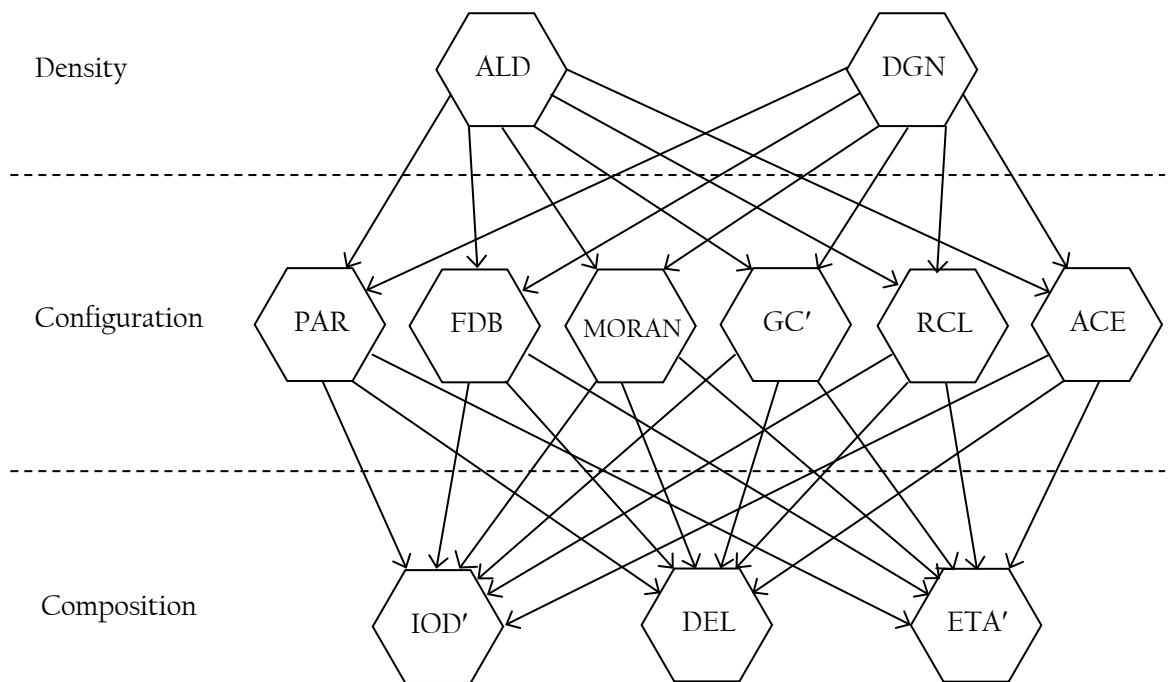 Density
ALD
DGN
Configuration
PAR
FDB
MORAN
GC′
RCL
ACE
Composition
IOD′
DEL
ETA′